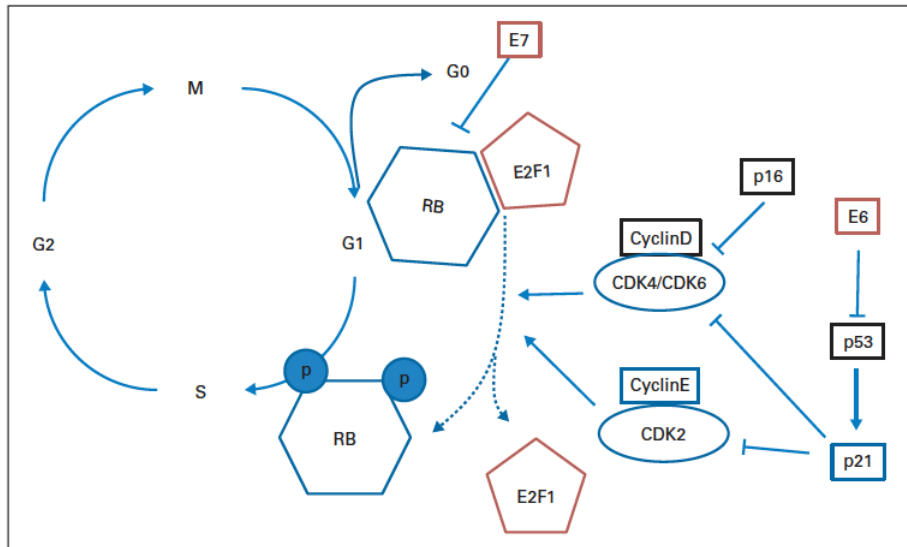 E7
M
G0
E2F1
p16
RB
E6
G2
G1
CyclinD
CDK4/CDK6
p53
p
p
S
CyclinE
RB
CDK2
p21
E2F1